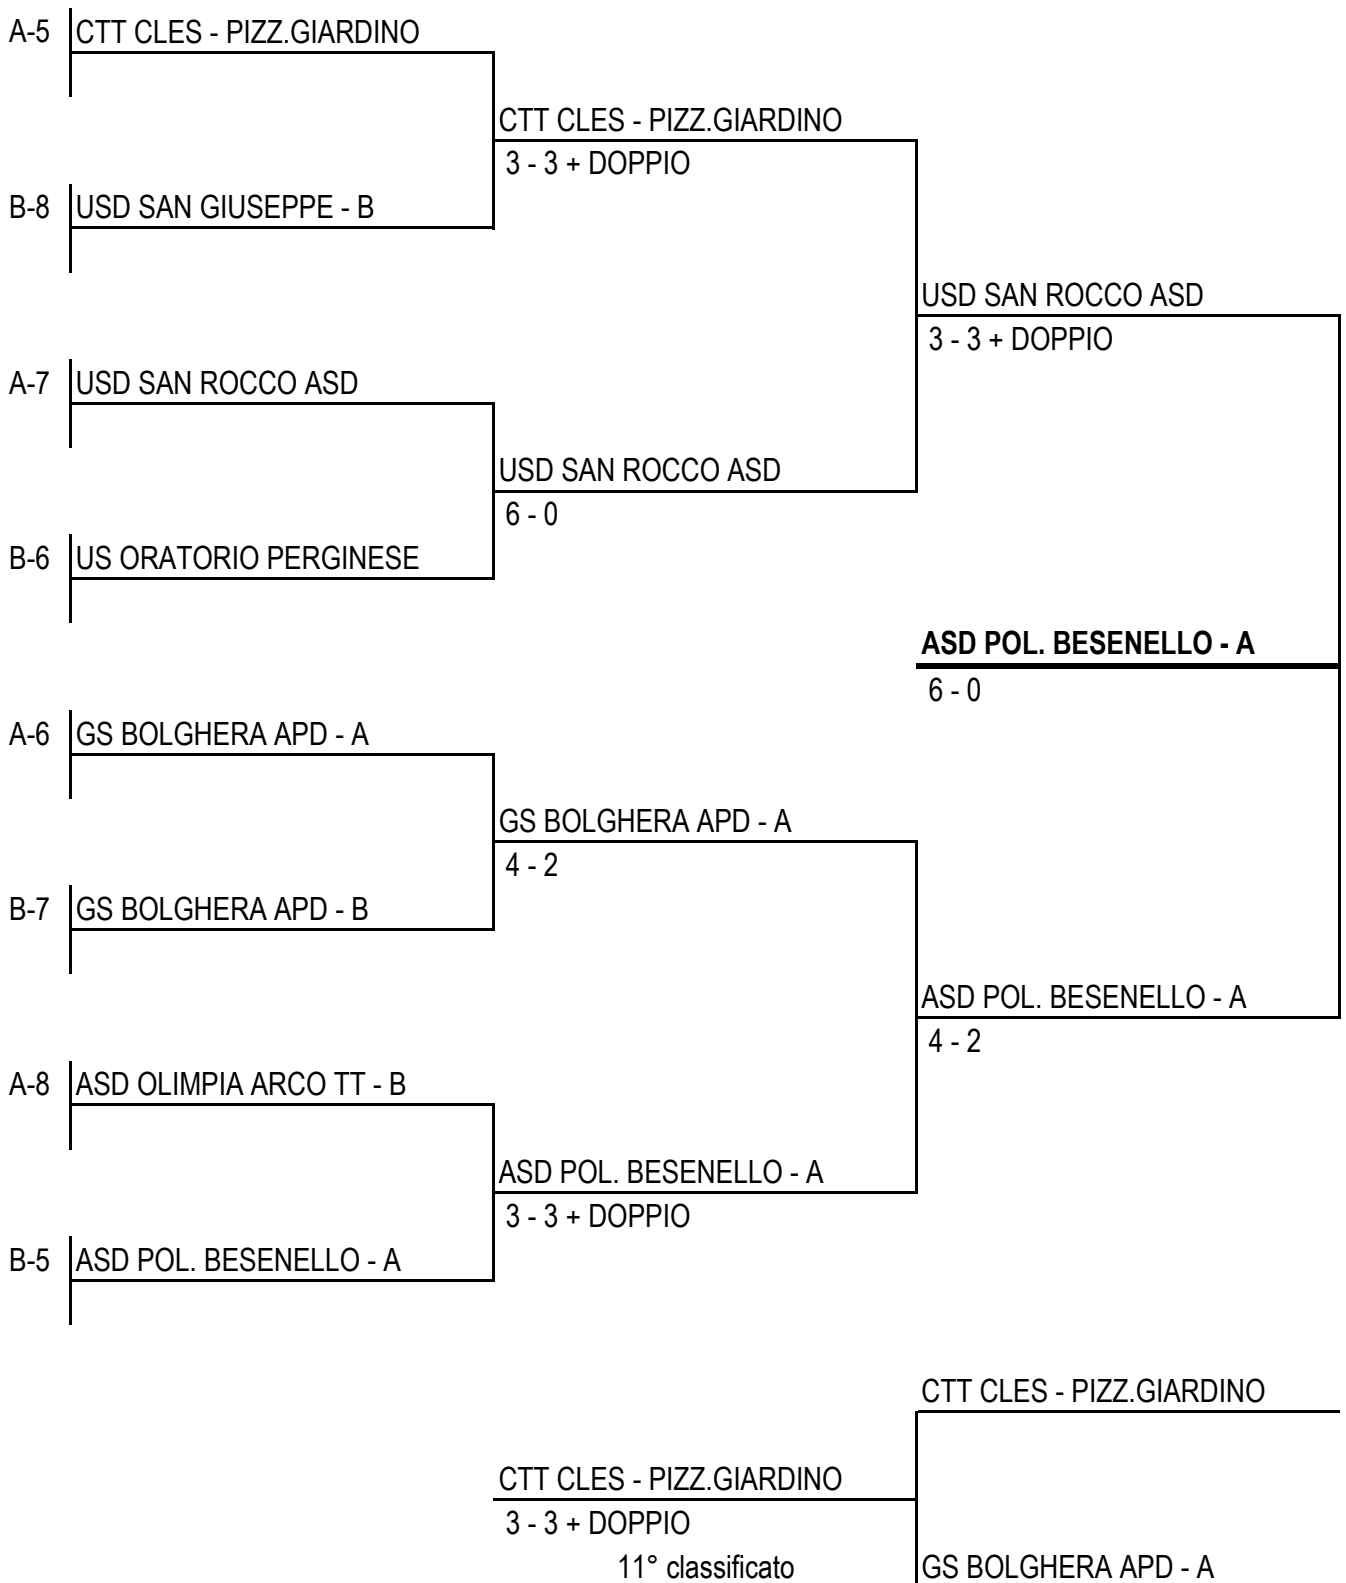 A-5 CTT CLES - PIZZ.GIARDINO
CTT CLES - PIZZ.GIARDINO
3 - 3 + DOPPIO
B-8 USD SAN GIUSEPPE - B
USD SAN ROCCO ASD
3 - 3 + DOPPIO
A-7 USD SAN ROCCO ASD
USD SAN ROCCO ASD
6 - 0
B-6 US ORATORIO PERGINESE
ASD POL. BESENELLO - A
6 - 0
A-6 GS BOLGHERA APD - A
GS BOLGHERA APD - A
4 - 2
B-7 GS BOLGHERA APD - B
ASD POL. BESENELLO - A
4 - 2
A-8 ASD OLIMPIA ARCO TT - B
ASD POL. BESENELLO - A
3 - 3 + DOPPIO
B-5 ASD POL. BESENELLO - A
CTT CLES - PIZZ.GIARDINO
CTT CLES - PIZZ.GIARDINO
3 - 3 + DOPPIO
11° classificato GS BOLGHERA APD - A